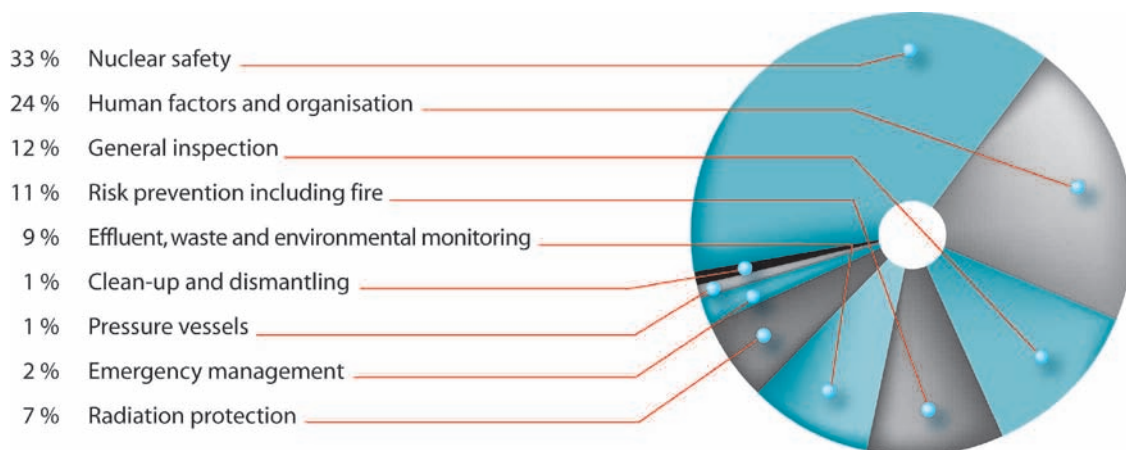 33 % Nuclear safety
24 % Human factors and organisation
12 % General inspection
11 % Risk prevention including fire
9 % Effluent, waste and environmental monitoring
1 % Clean-up and dismantling
1 % Pressure vessels
2 % Emergency management
7 % Radiation protection